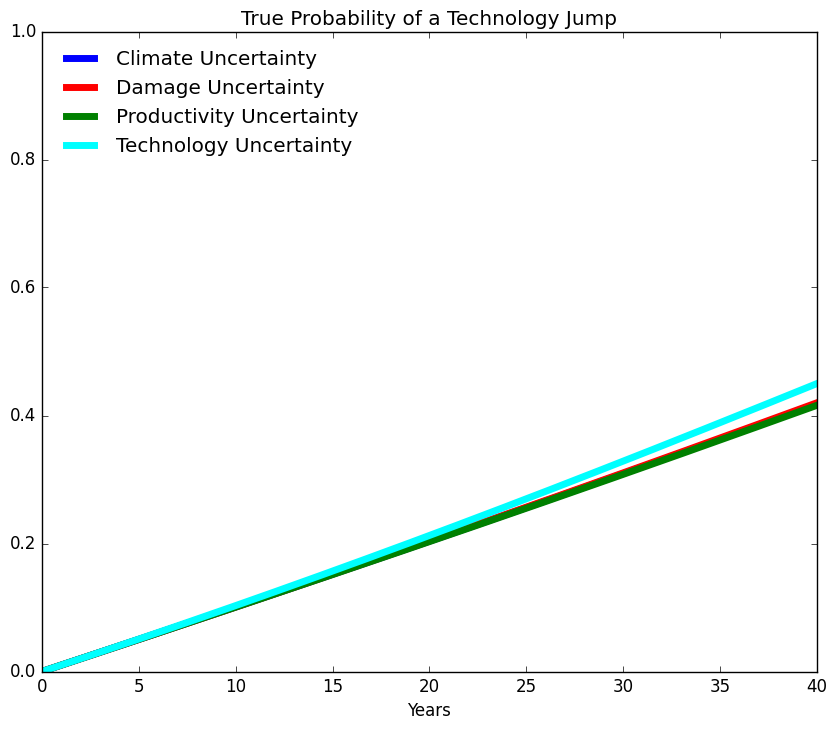 True Probability of a Technology Jump
1.0
Climate Uncertainty
Damage Uncertainty
Productivity Uncertainty
Technology Uncertainty
0.8
0.6
0.4
0.2
0.0
0 5 10 15 20 25 30 35 40
Years